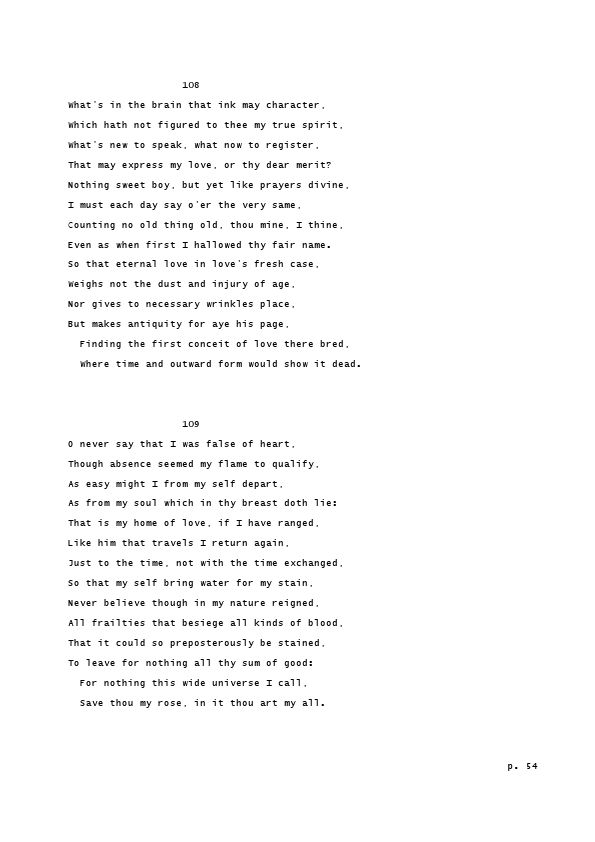 108
What's in the brain that ink may character,
Which hath not figured to thee my true spirit,
What's new to speak, what now to register,
That may express my love, or thy dear merit?
Nothing sweet boy, but yet like prayers divine,
I must each day say o'er the very same,
Counting no old thing old, thou mine, I thine,
Even as when first I hallowed thy fair name.
So that eternal love in love's fresh case,
Weighs not the dust and injury of age,
Nor gives to necessary wrinkles place,
But makes antiquity for aye his page,
  Finding the first conceit of love there bred,
  Where time and outward form would show it dead.
109
O never say that I was false of heart,
Though absence seemed my flame to qualify,
As easy might I from my self depart,
As from my soul which in thy breast doth lie:
That is my home of love, if I have ranged,
Like him that travels I return again,
Just to the time, not with the time exchanged,
So that my self bring water for my stain,
Never believe though in my nature reigned,
All frailties that besiege all kinds of blood,
That it could so preposterously be stained,
To leave for nothing all thy sum of good:
  For nothing this wide universe I call,
  Save thou my rose, in it thou art my all.
p. 54